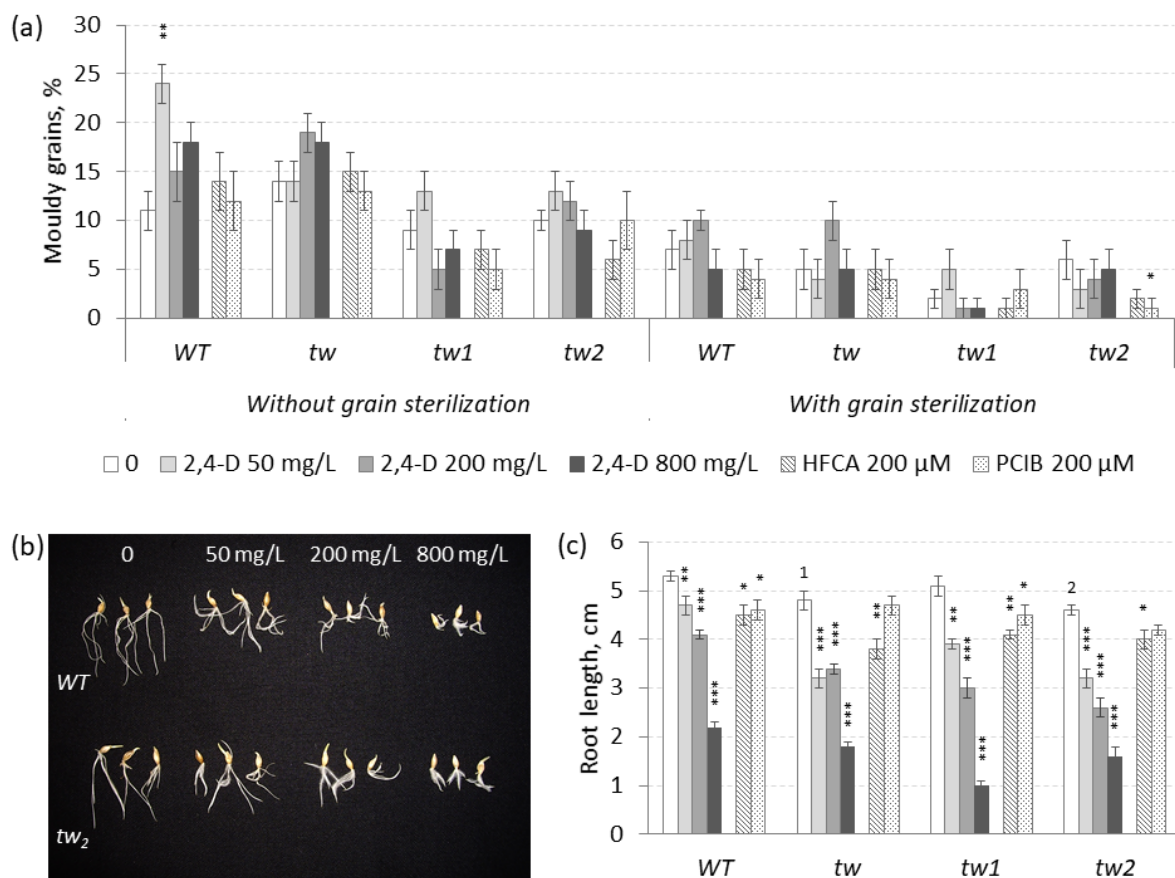 (a)
Mouldy grains, %
30
25
20
15
10
5
0
**
*
WT tw tw1 tw2 WT tw tw1 tw2
Without grain sterilization With grain sterilization
0 2,4-D 50 mg/L 2,4-D 200 mg/L 2,4-D 800 mg/L HFCA 200 µM PCIB 200 µM
(b)
0 50 mg/L 200 mg/L 800 mg/L
WT
tw2
(c)
Root length, cm
6
5
4
3
2
1
0
** *** *** * *
1 *** *** *** **
** *** *** ** *
2 *** *** *** *
WT tw tw1 tw2